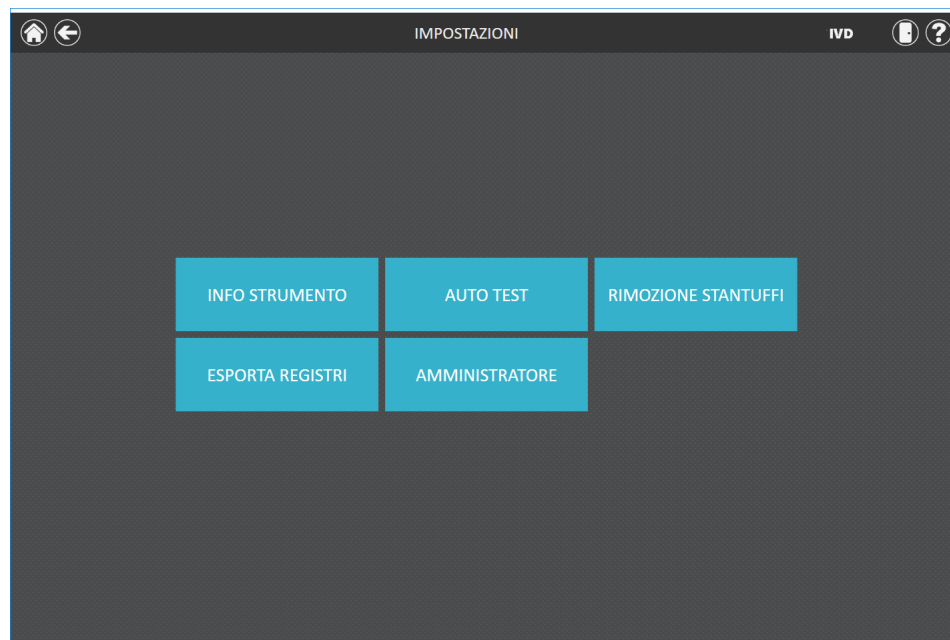 IMPOSTAZIONI IVD
INFO STRUMENTO AUTO TEST RIMOZIONE STANTUFFI
ESPORTA REGISTRI AMMINISTRATORE